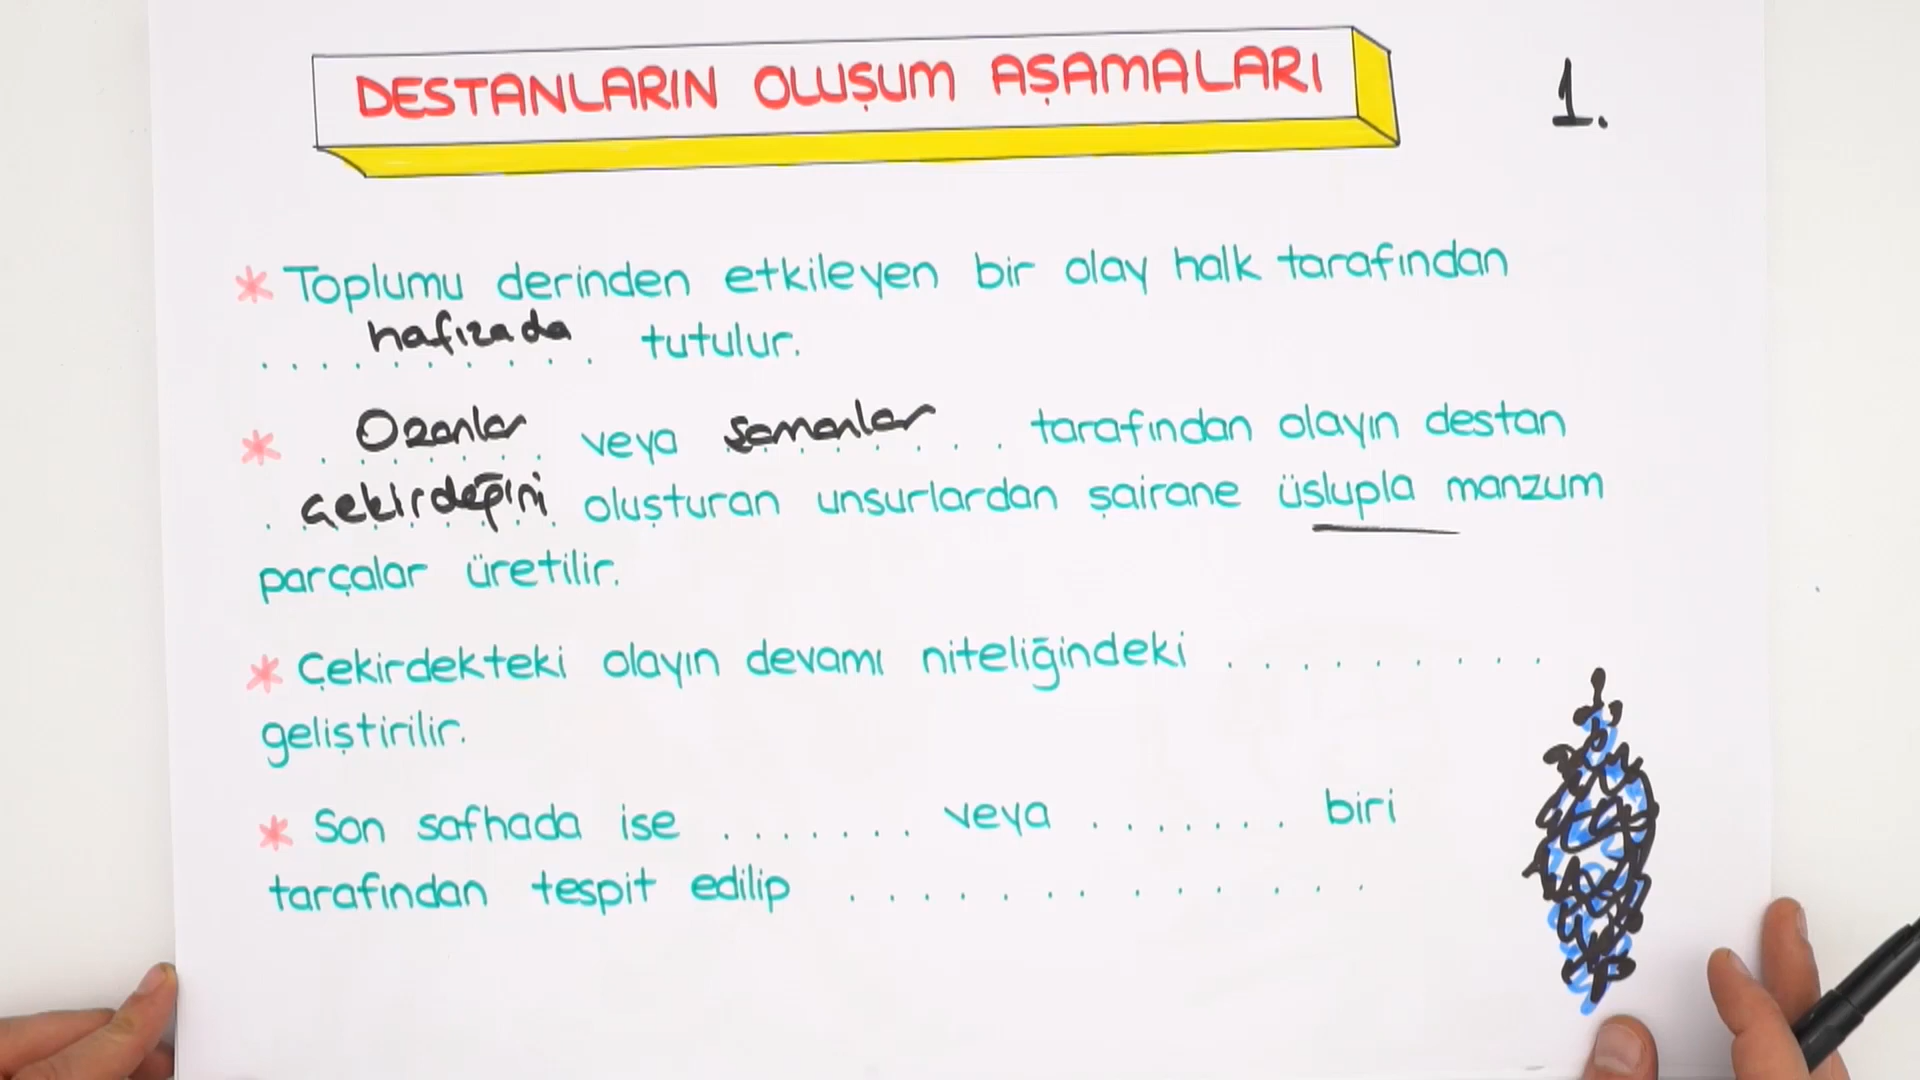 DESTANLARIN OLUŞUM AŞAMALARI
1.
* Toplumu derinden etkileyen bir olay halk tarafından
hafızada tutulur.
* Ozanlar veya şamanlar . . . tarafından olayın destan
. çekirdeğini oluşturan unsurlardan şairane üslupla manzum
parçalar üretilir.
* Çekirdekteki olayın devamı niteliğindeki . . . . . . . . . .
geliştirilir.
* Son safhada ise . . . . . . . veya . . . . . . . biri
tarafından tespit edilip . . . . . . . . . . . . .